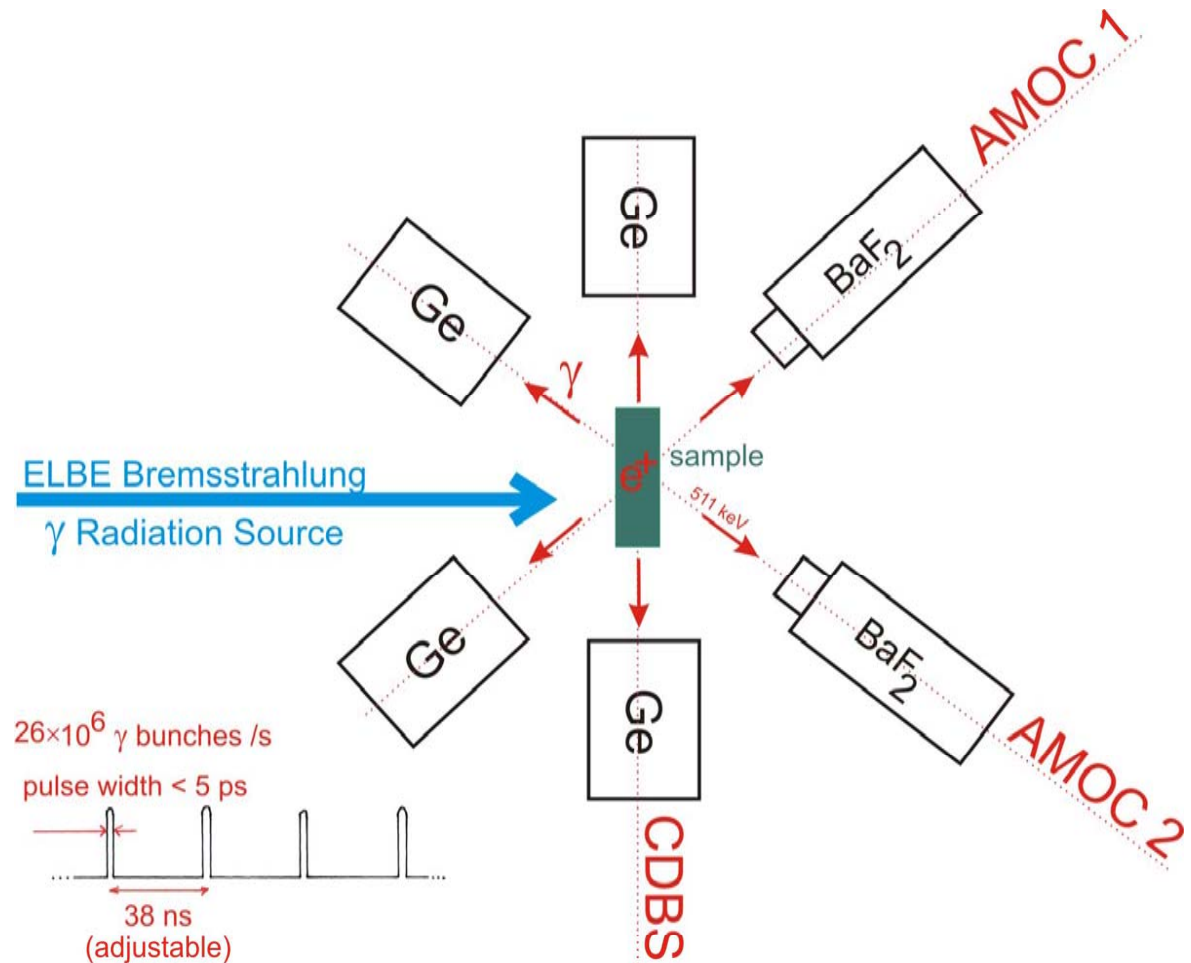 AMOC 1
Ge
BaF2
Ge
γ
ELBE Bremsstrahlung
γ Radiation Source
e+
sample
511 keV
Ge
BaF2
Ge
AMOC 2
CDBS
26×10⁶ γ bunches /s
pulse width < 5 ps
... ...
38 ns
(adjustable)